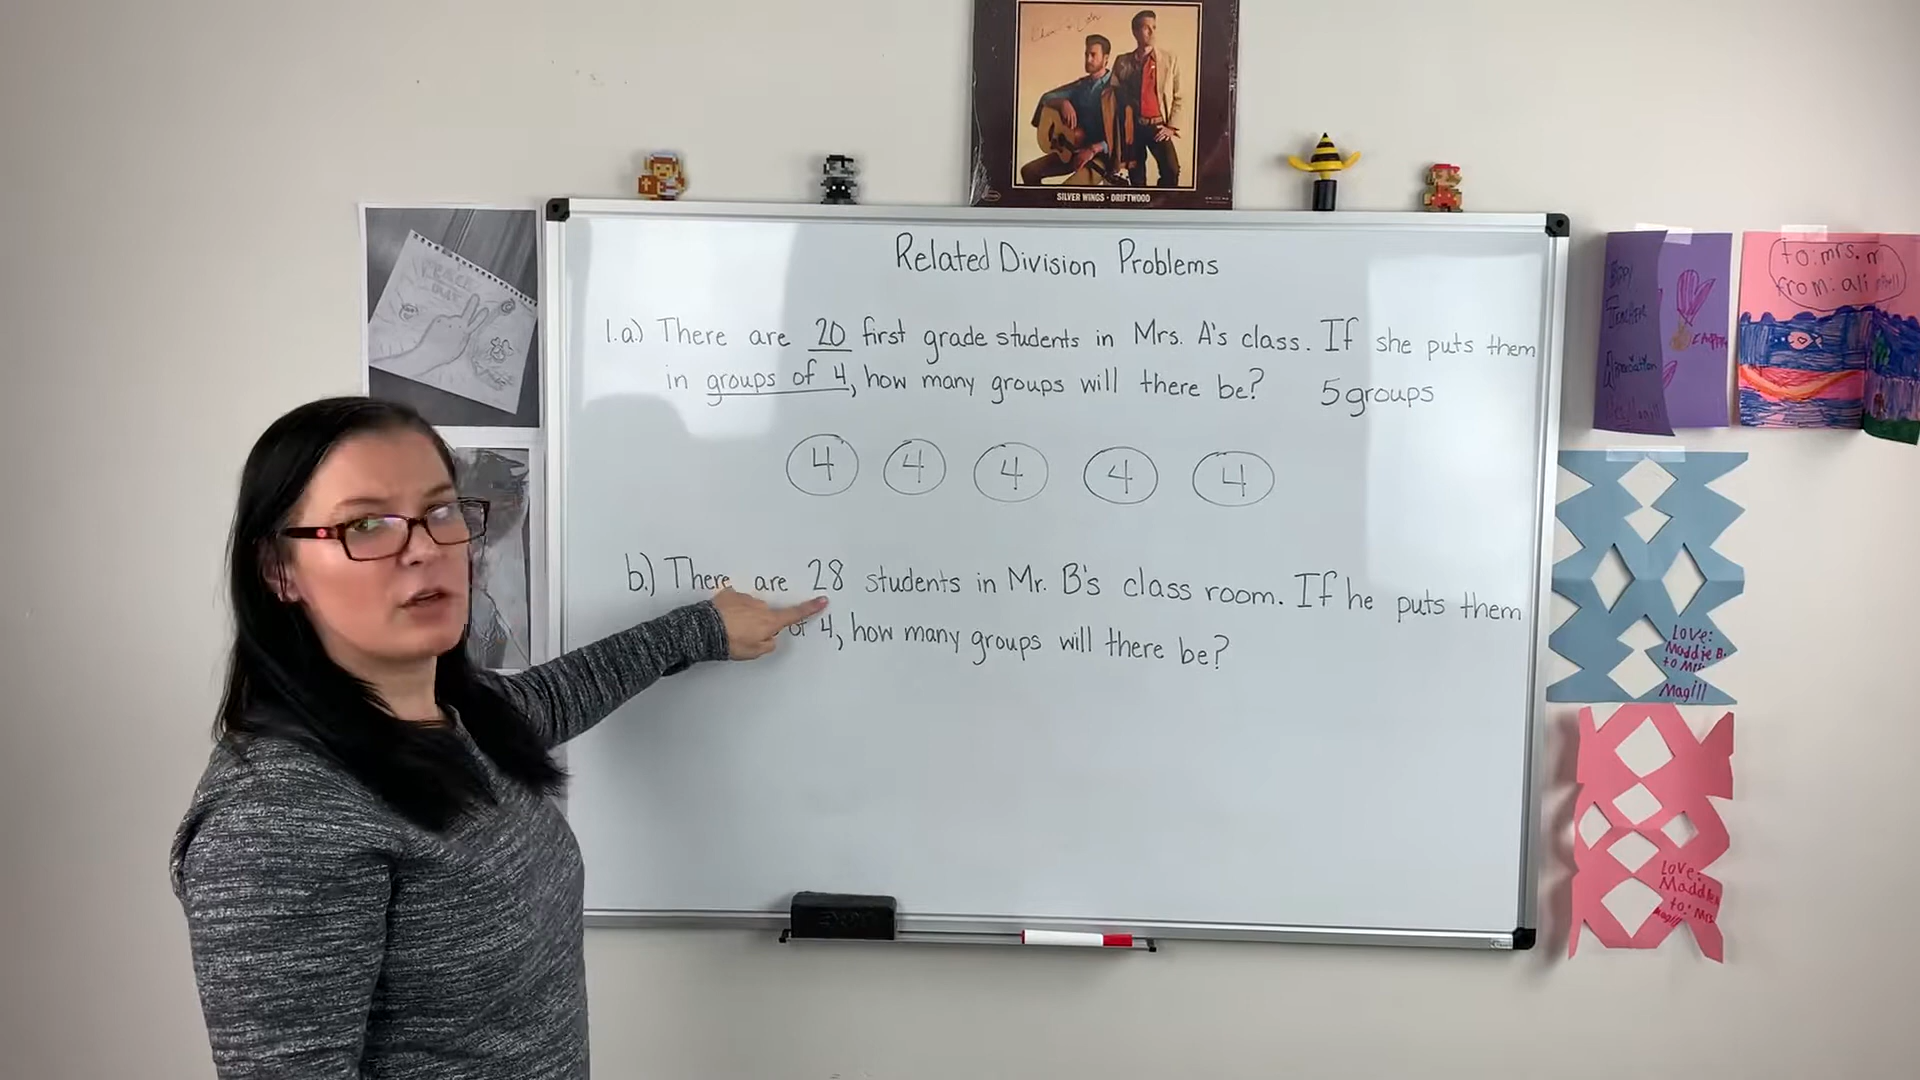 SILVER WINGS · DRIFTWOOD
Related Division Problems
1.a.) There are 20 first grade students in Mrs. A's class. If she puts them
in groups of 4, how many groups will there be? 5 groups
4 4 4 4 4
b.) There are 28 students in Mr. B's class room. If he puts them
of 4, how many groups will there be?
to: mrs. m
from: ali
Love:
Maddie B.
to Mrs.
Magill
Love:
to: Mrs.
Magill
EXPO